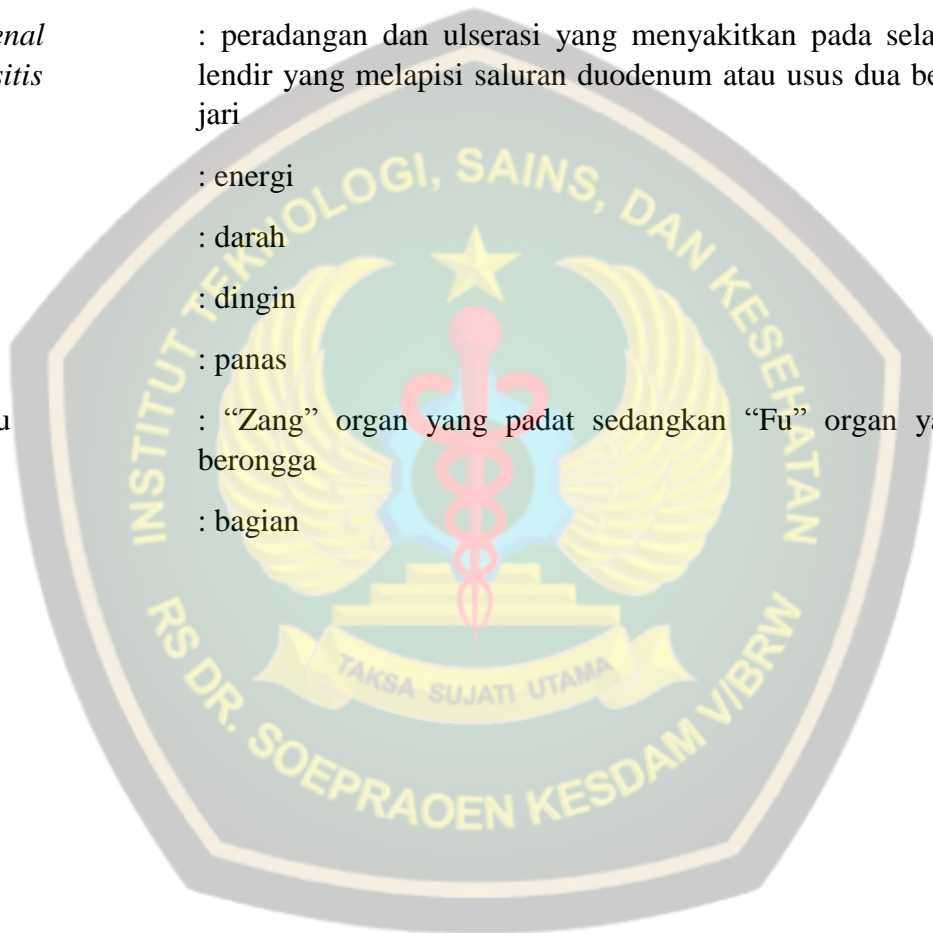 enal : peradangan dan ulserasi yang menyakitkan pada sela
sitis lendir yang melapisi saluran duodenum atau usus dua be
jari
: energi
: darah
: dingin
: panas
u : “Zang” organ yang padat sedangkan “Fu” organ ya
berongga
: bagian
INSTITUT TEKNOLOGI, SAINS, DAN KESEHATAN
TAKSA SUJATI UTAMA
RS DR. SOEPRAOEN KESDAM V/BRW